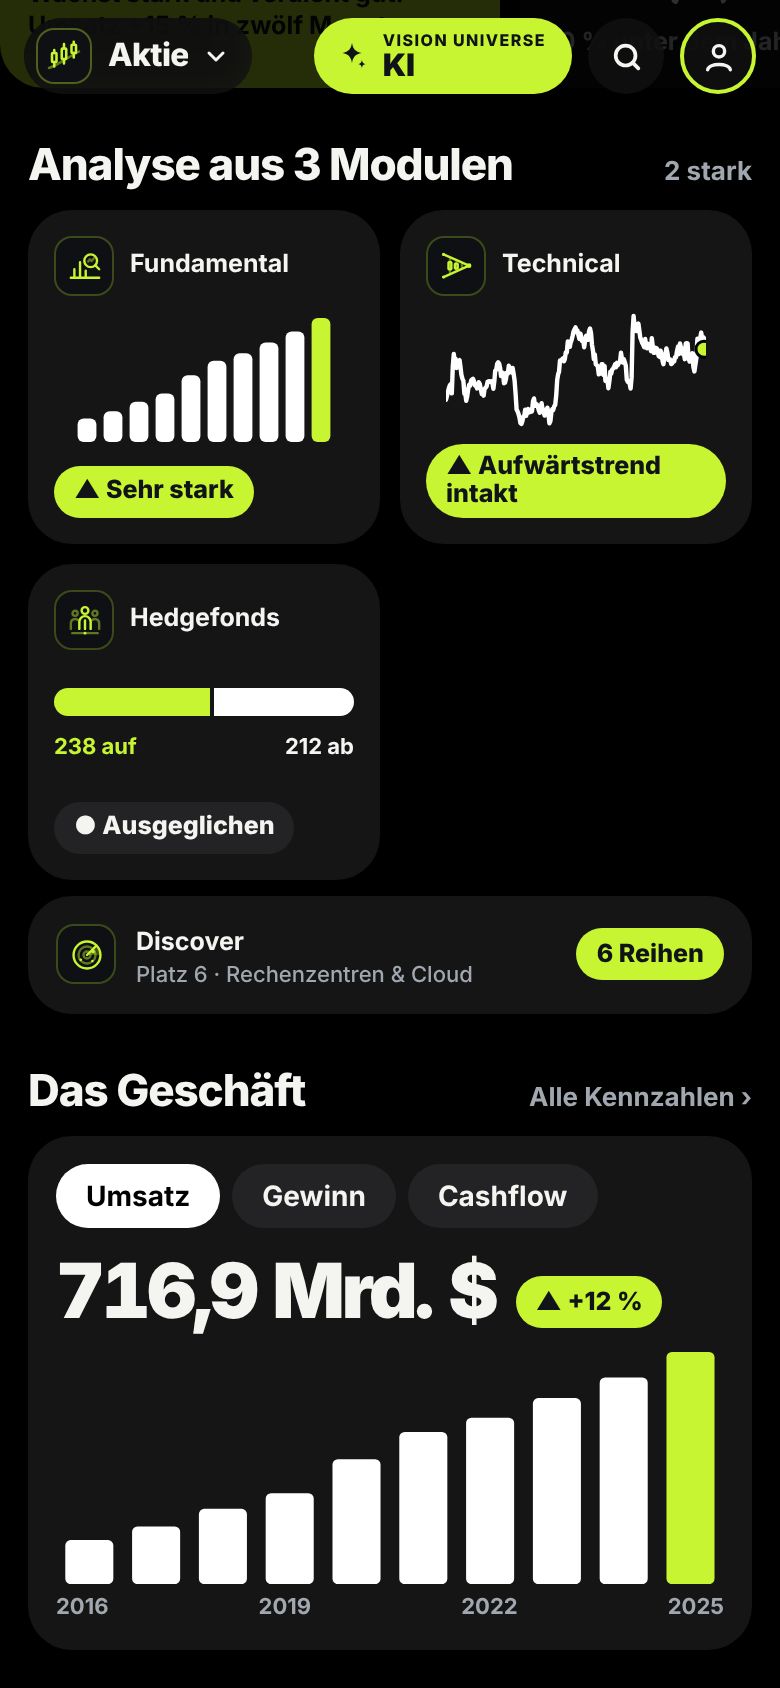 Aktie
VISION UNIVERSE
KI
Analyse aus 3 Modulen
2 stark
Fundamental
Technical
▲ Sehr stark
▲ Aufwärtstrend
intakt
Hedgefonds
238 auf
212 ab
Ausgeglichen
Discover
Platz 6 · Rechenzentren & Cloud
6 Reihen
Das Geschäft
Alle Kennzahlen ›
Umsatz
Gewinn
Cashflow
716,9 Mrd. $
▲ +12 %
2016
2019
2022
2025